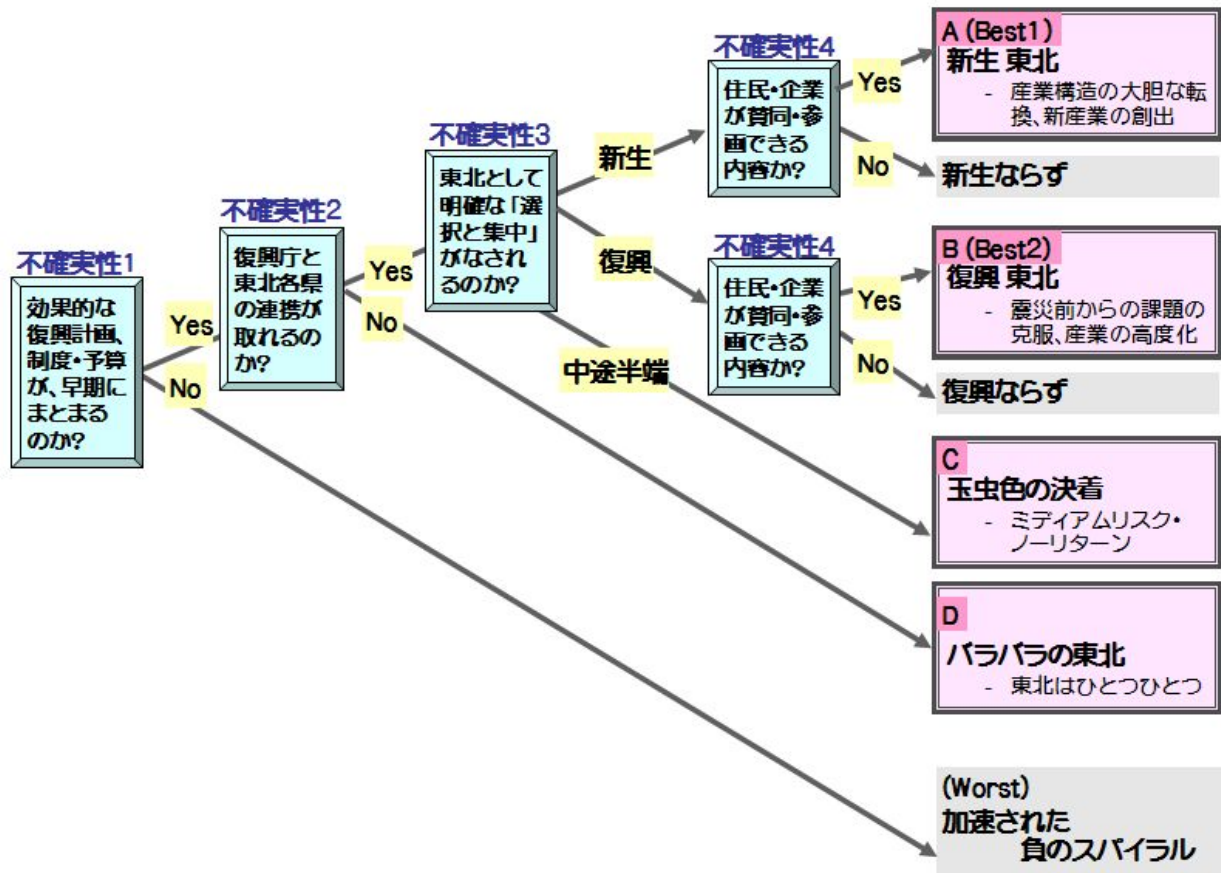 不確実性1
効果的な
復興計画、
制度・予算
が、早期に
まとまる
のか?
Yes
No
不確実性2
復興庁と
東北各県
の連携が
取れるの
か?
Yes
No
不確実性3
東北として
明確な「選
択と集中」
がなされ
るのか?
新生
復興
中途半端
不確実性4
住民・企業
が賛同・参
画できる
内容か?
Yes
No
不確実性4
住民・企業
が賛同・参
画できる
内容か?
Yes
No
A (Best1)
新生 東北
- 産業構造の大胆な転
換、新産業の創出
新生ならず
B (Best2)
復興 東北
- 震災前からの課題の
克服、産業の高度化
復興ならず
C
玉虫色の決着
- ミディアムリスク・
ノーリターン
D
バラバラの東北
- 東北はひとつひとつ
(Worst)
加速された
負のスパイラル